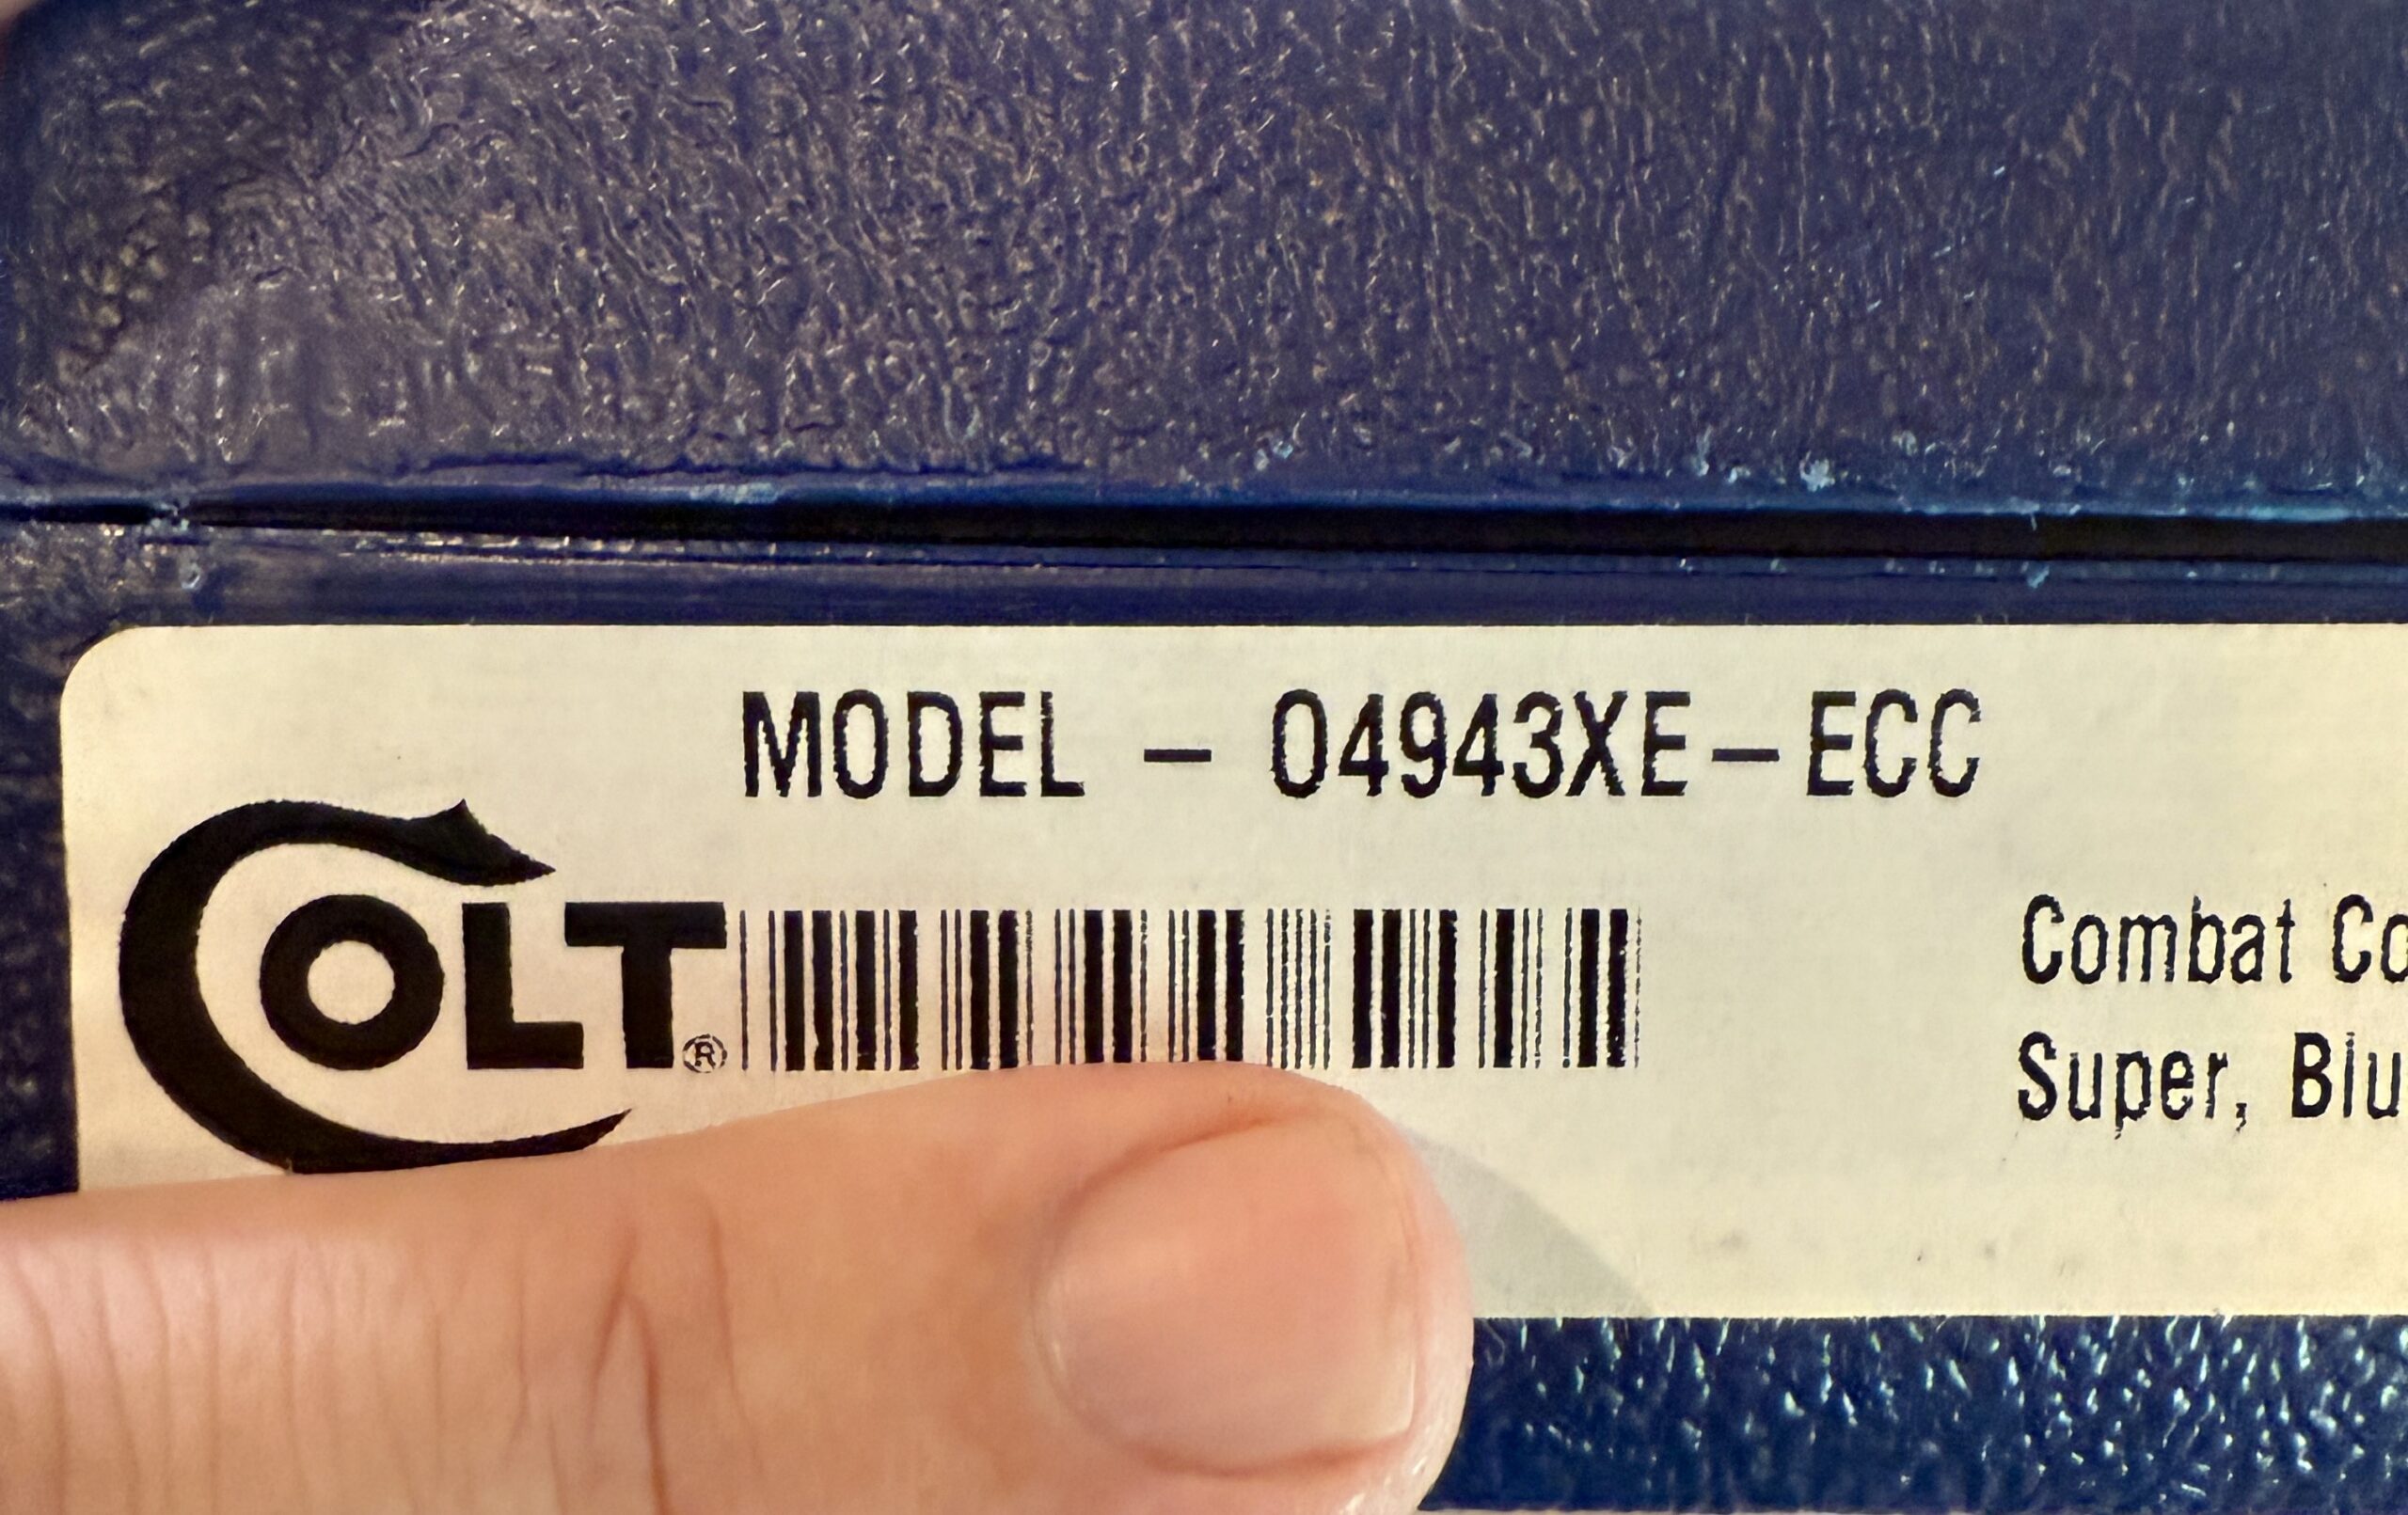 MODEL – 04943XE–ECC
COLT®
Combat
Super,